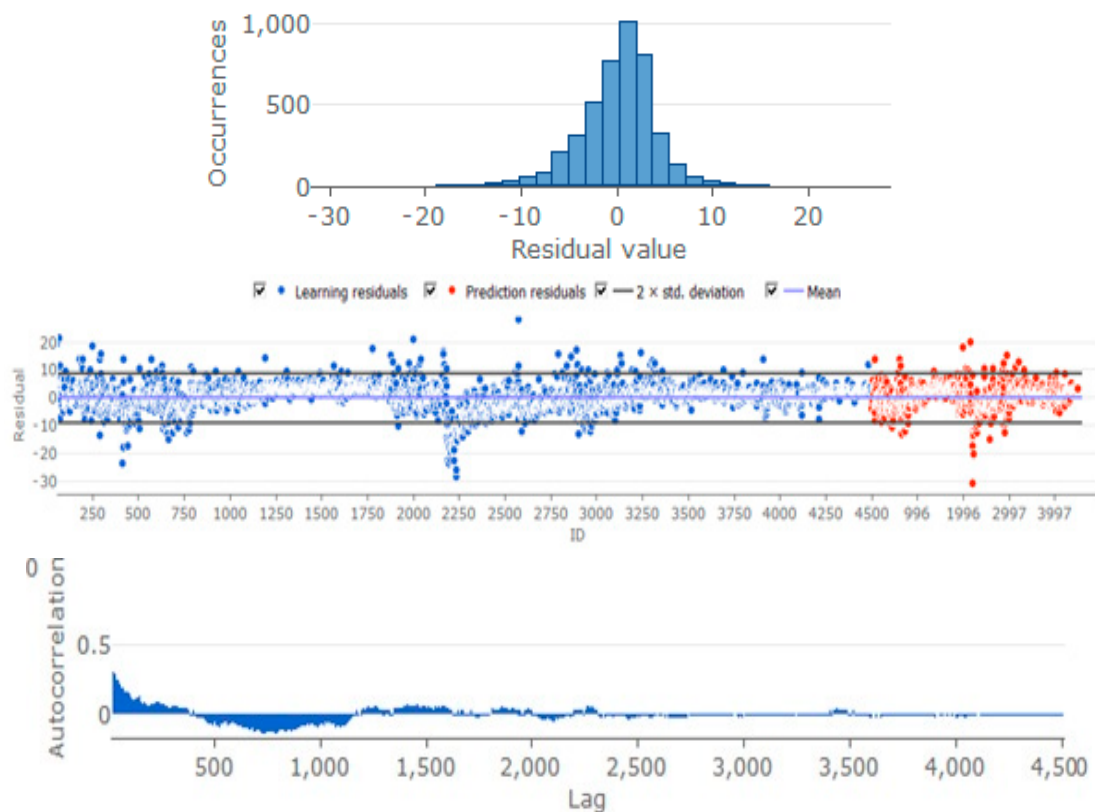 1,000
500
0
Occurrences
-30 -20 -10 0 10 20
Residual value
Learning residuals Prediction residuals 2 × std. deviation Mean
20
10
0
-10
-20
-30
Residual
250 500 750 1000 1250 1500 1750 2000 2250 2500 2750 3000 3250 3500 3750 4000 4250 4500 996 1996 2997 3997
ID
0
0.5
0
Autocorrelation
500 1,000 1,500 2,000 2,500 3,000 3,500 4,000 4,500
Lag